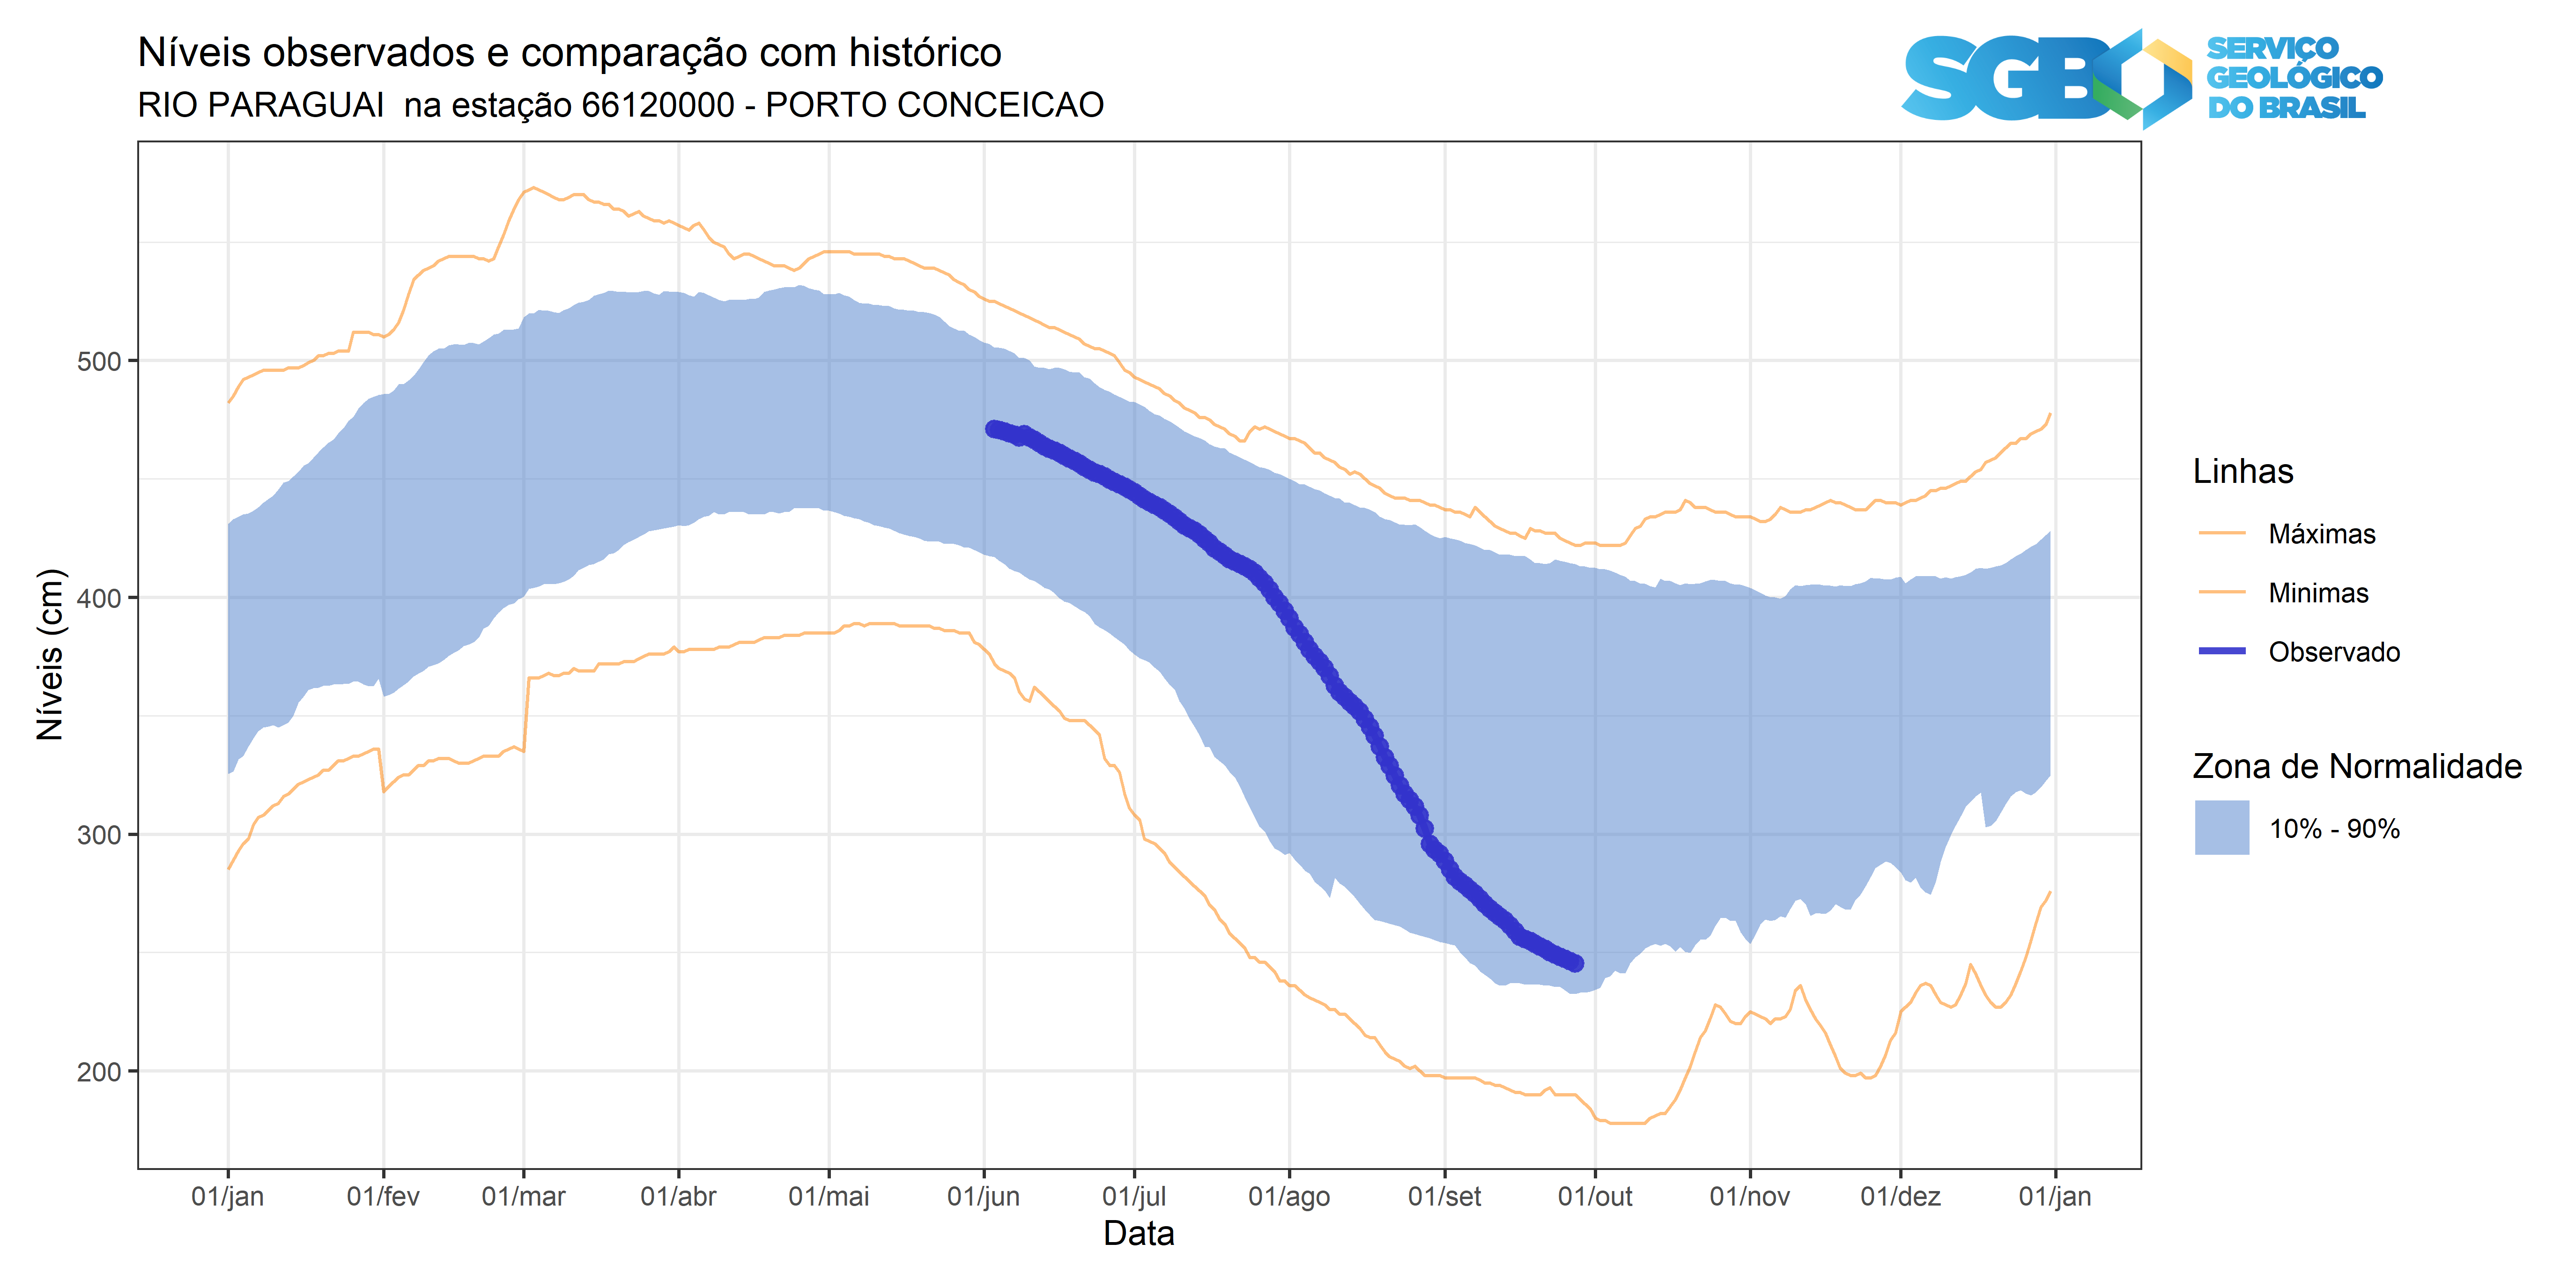 Níveis observados e comparação com histórico
RIO PARAGUAI  na estação 66120000 - PORTO CONCEICAO
SGB
SERVIÇO
GEOLÓGICO
DO BRASIL
Níveis (cm)
500
400
300
200
01/jan
01/fev
01/mar
01/abr
01/mai
01/jun
01/jul
01/ago
01/set
01/out
01/nov
01/dez
01/jan
Data
Linhas
Máximas
Minimas
Observado
Zona de Normalidade
10% - 90%